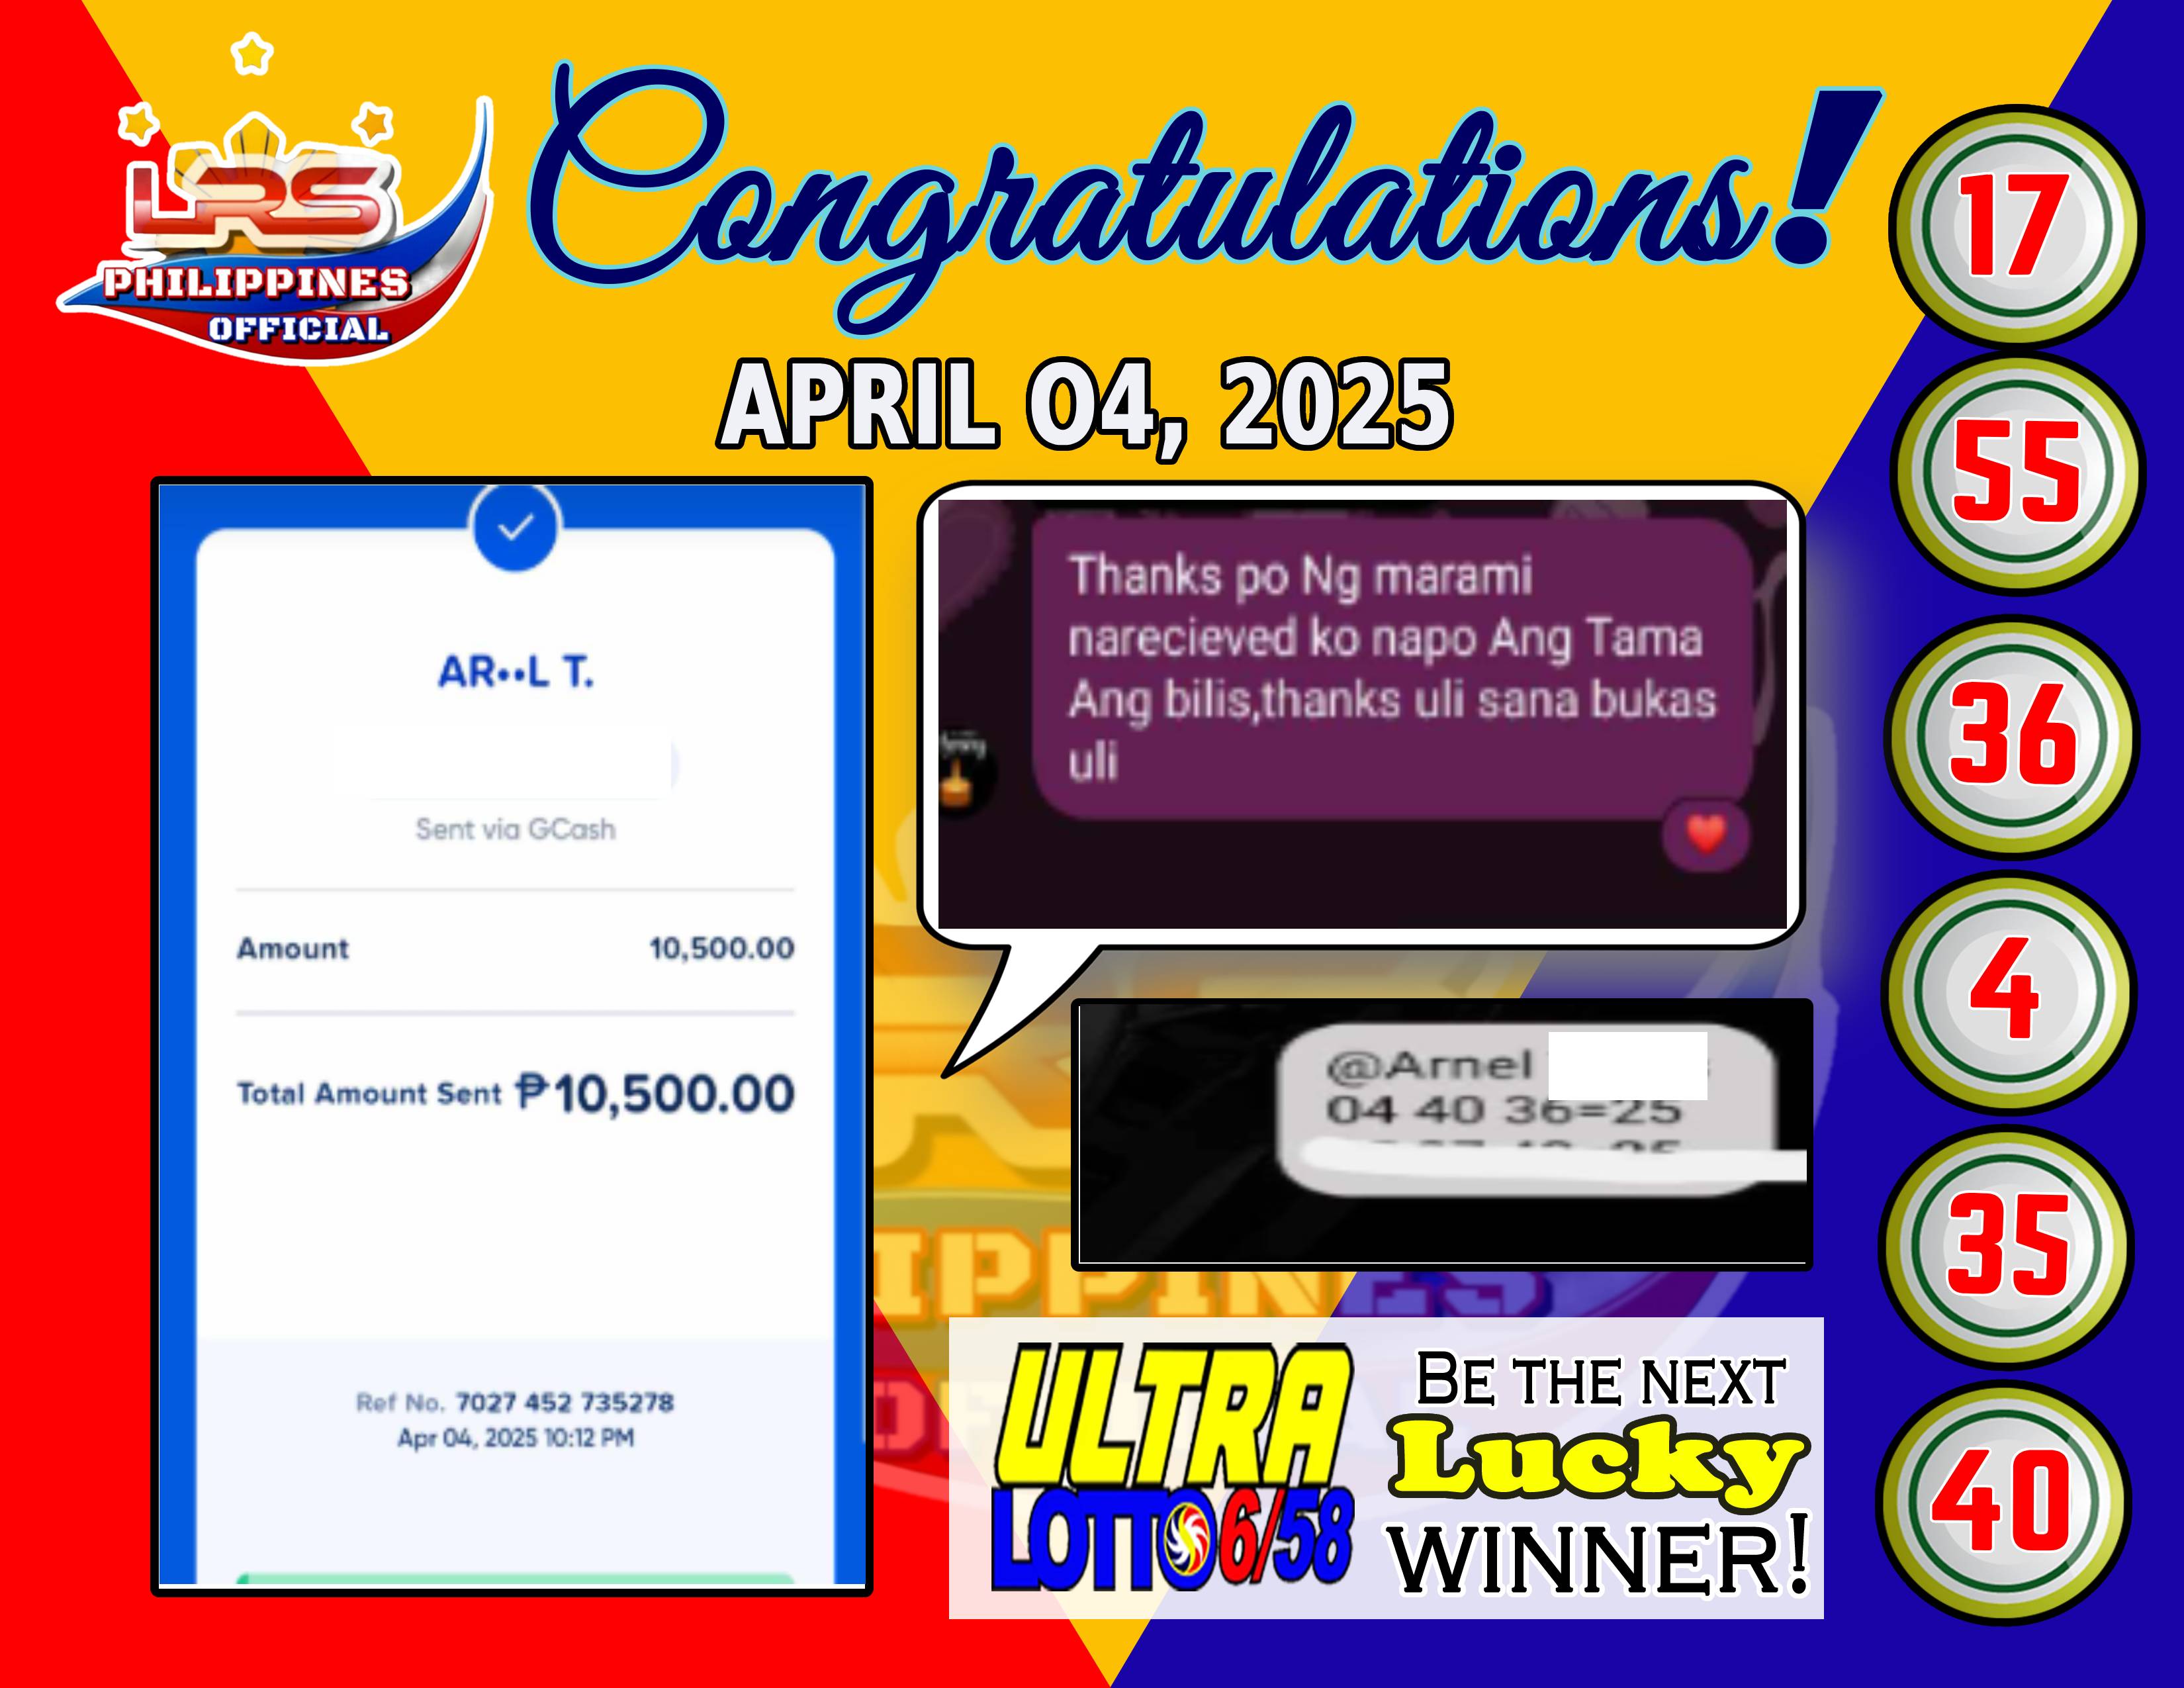 LRS
PHILIPPINES
OFFICIAL
Congratulations!
APRIL 04, 2025
AR••L T.
Sent via GCash
Amount 10,500.00
Total Amount Sent ₱10,500.00
Ref No. 7027 452 735278
Apr 04, 2025 10:12 PM
Thanks po Ng marami
narecieved ko napo Ang Tama
Ang bilis,thanks uli sana bukas
uli
@Arnel
04 40 36=25
ULTRA
LOTTO 6/58
BE THE NEXT
Lucky
WINNER!
17
55
36
4
35
40